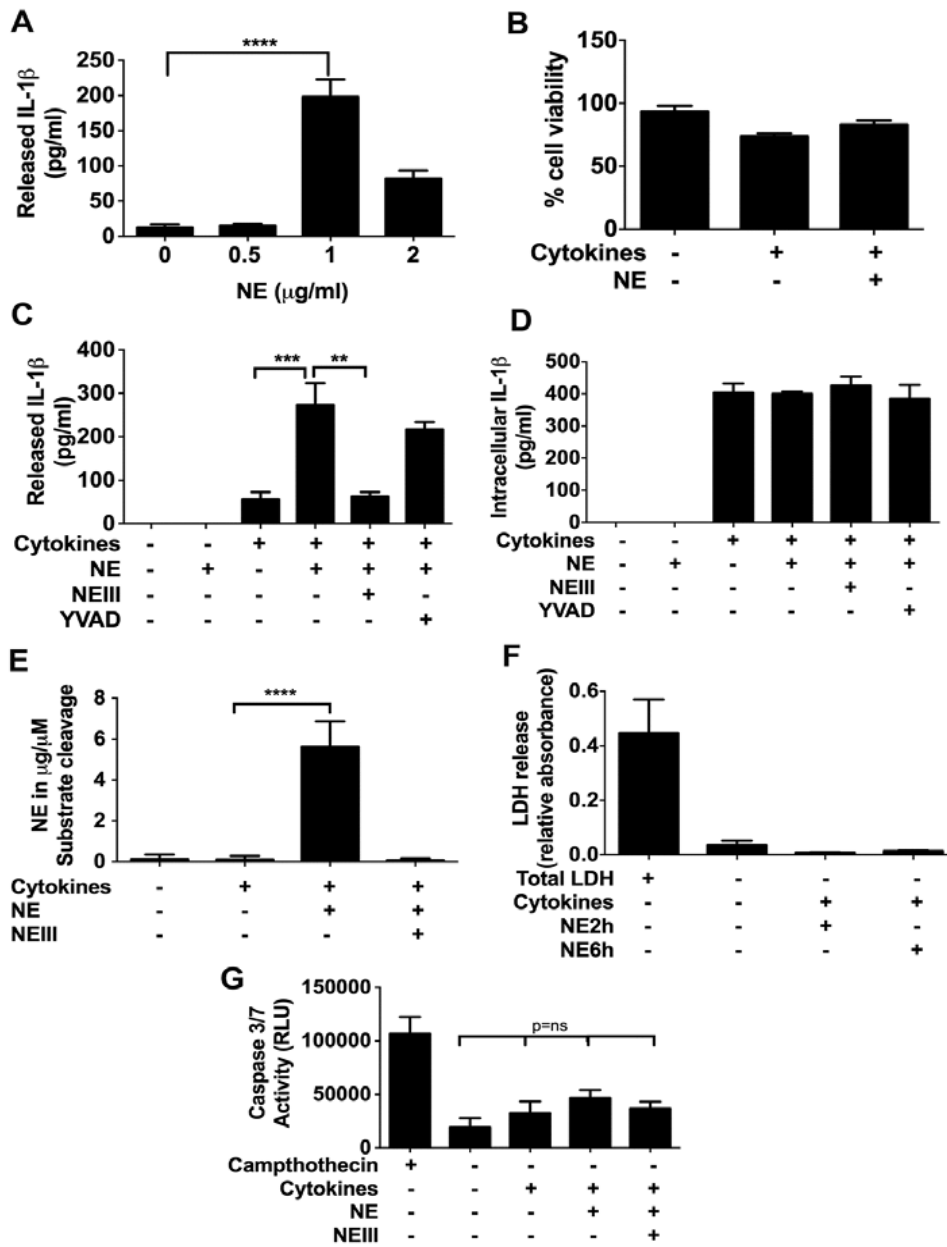 A
Released IL-1β
(pg/ml)
250
200
150
100
50
0
****
0 0.5 1 2
NE (μg/ml)
B
% cell viability
150
100
50
0
Cytokines - + +
NE - - +
C
Released IL-1β
(pg/ml)
400
300
200
100
0
*** **
Cytokines - - + + + +
NE - + - + + +
NEIII - - - - + -
YVAD - - - - - +
D
Intracellular IL-1β
(pg/ml)
500
400
300
200
100
0
Cytokines - - + + + +
NE - + - + + +
NEIII - - - - + -
YVAD - - - - - +
E
NE in μg/μM
Substrate cleavage
8
6
4
2
0
****
Cytokines - + + +
NE - - + +
NEIII - - - +
F
LDH release
(relative absorbance)
0.6
0.4
0.2
0.0
Total LDH + - - -
Cytokines - - + +
NE2h - - + -
NE6h - - - +
G
Caspase 3/7
Activity (RLU)
150000
100000
50000
0
p=ns
Campthothecin + - - - -
Cytokines - - + + +
NE - - - + +
NEIII - - - - +